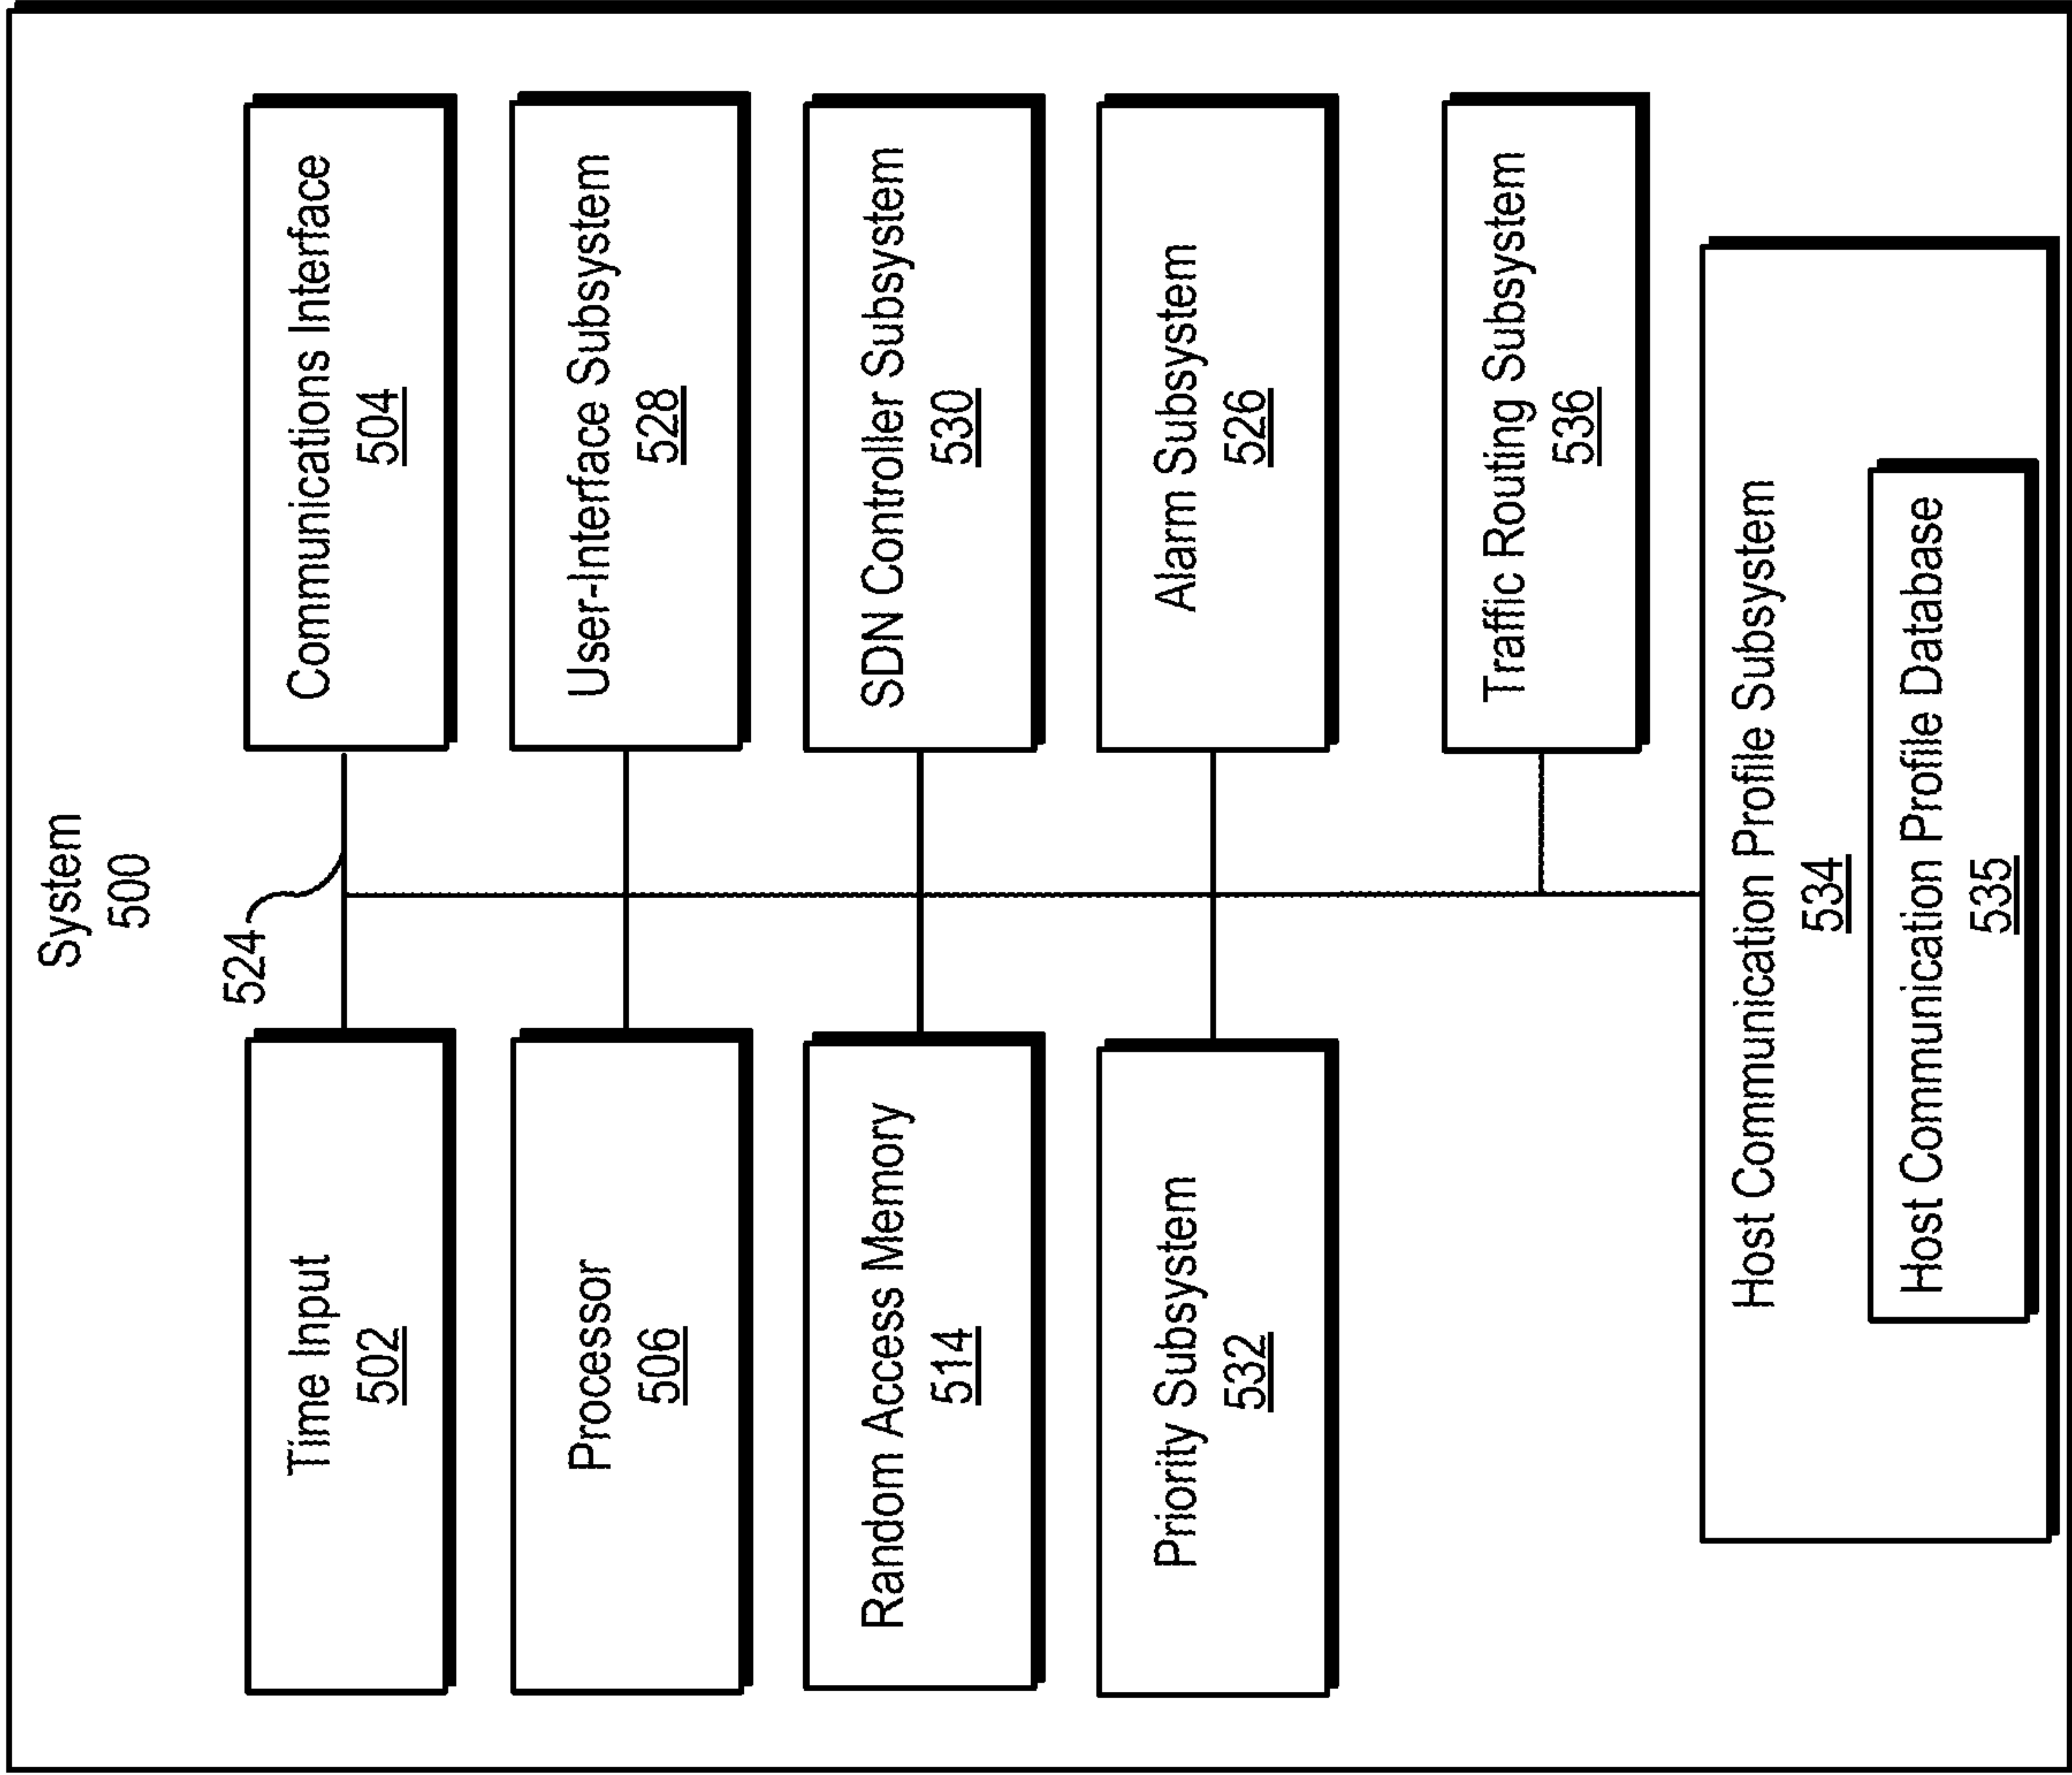 System
500
524
Time Input
502
Communications Interface
504
Processor
506
User-Interface Subsystem
528
Random Access Memory
514
SDN Controller Subsystem
530
Priority Subsystem
532
Alarm Subsystem
526
Traffic Routing Subsystem
536
Host Communication Profile Subsystem
534
Host Communication Profile Database
535